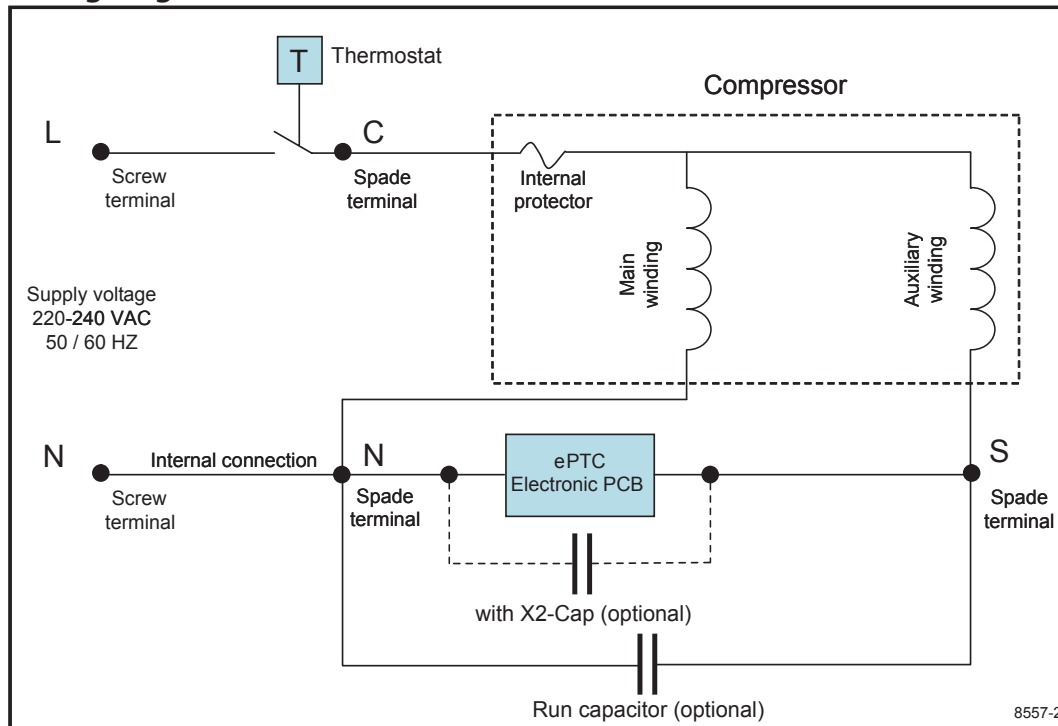 T
Thermostat
Compressor
L
C
Screw
terminal
Spade
terminal
Internal
protector
Main
winding
Auxiliary
winding
Supply voltage
220-240 VAC
50 / 60 HZ
N
Internal connection
N
ePTC
Electronic PCB
S
Screw
terminal
Spade
terminal
Spade
terminal
with X2-Cap (optional)
Run capacitor (optional)
8557-2